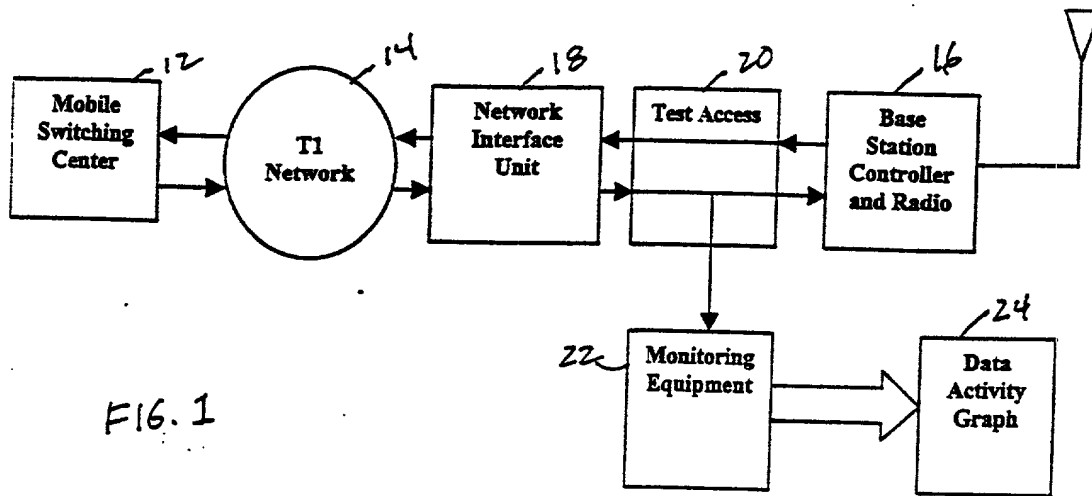 12
14
18
20
16
Mobile
Switching
Center
T1
Network
Network
Interface
Unit
Test Access
Base
Station
Controller
and Radio
22
Monitoring
Equipment
24
Data
Activity
Graph
FIG. 1